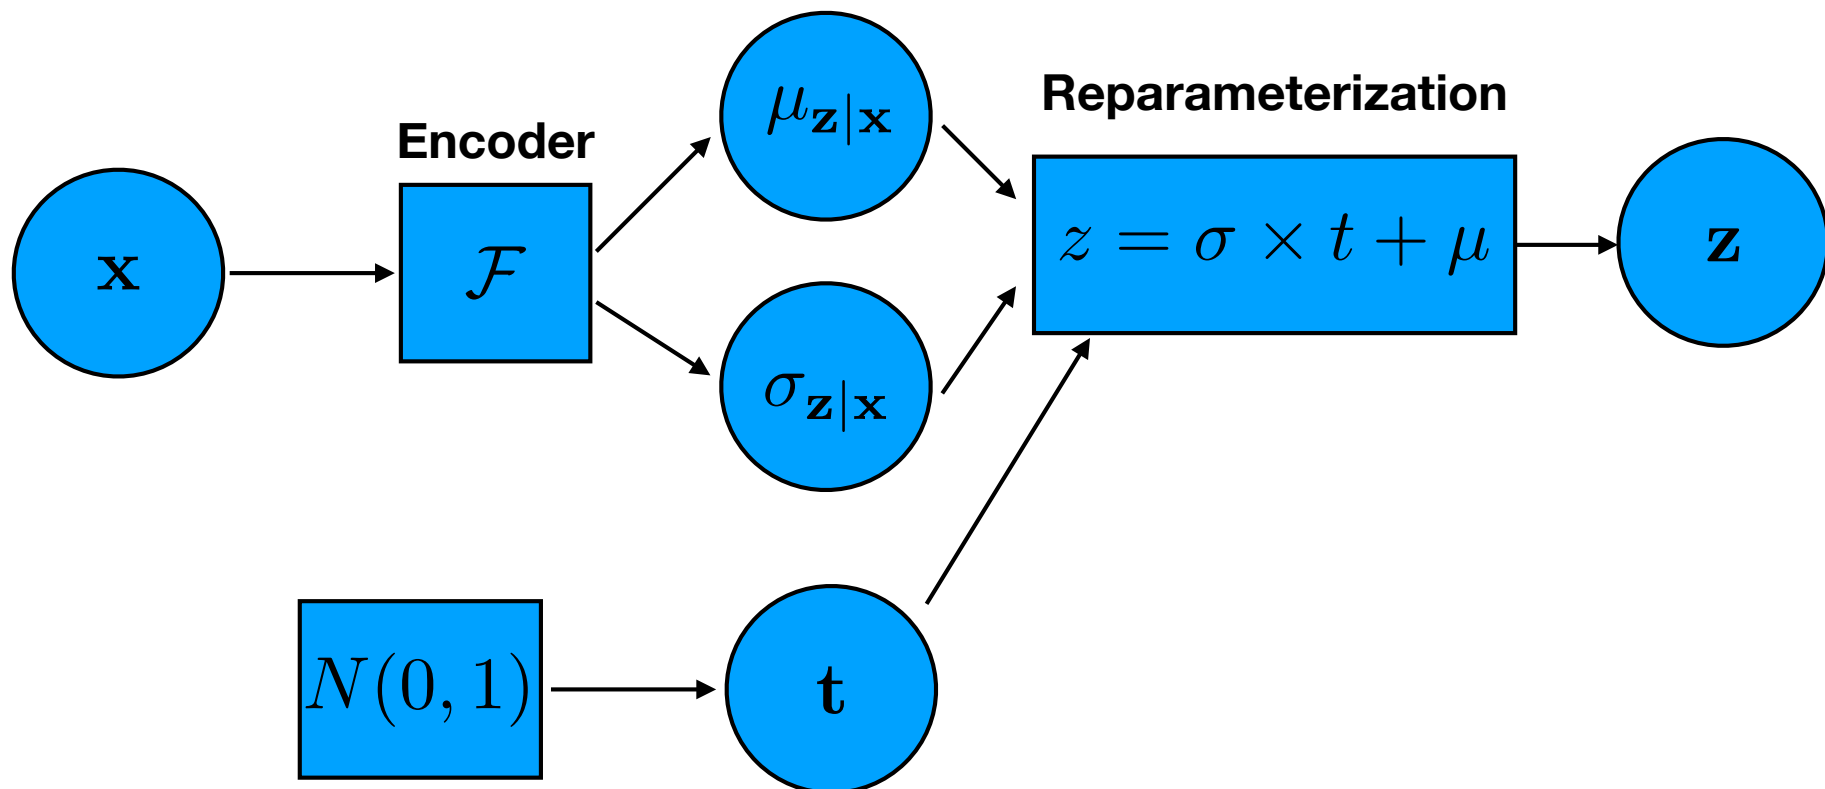 x
Encoder
ℱ
μ_{z|x}
σ_{z|x}
Reparameterization
z = σ × t + μ
z
N(0, 1)
t